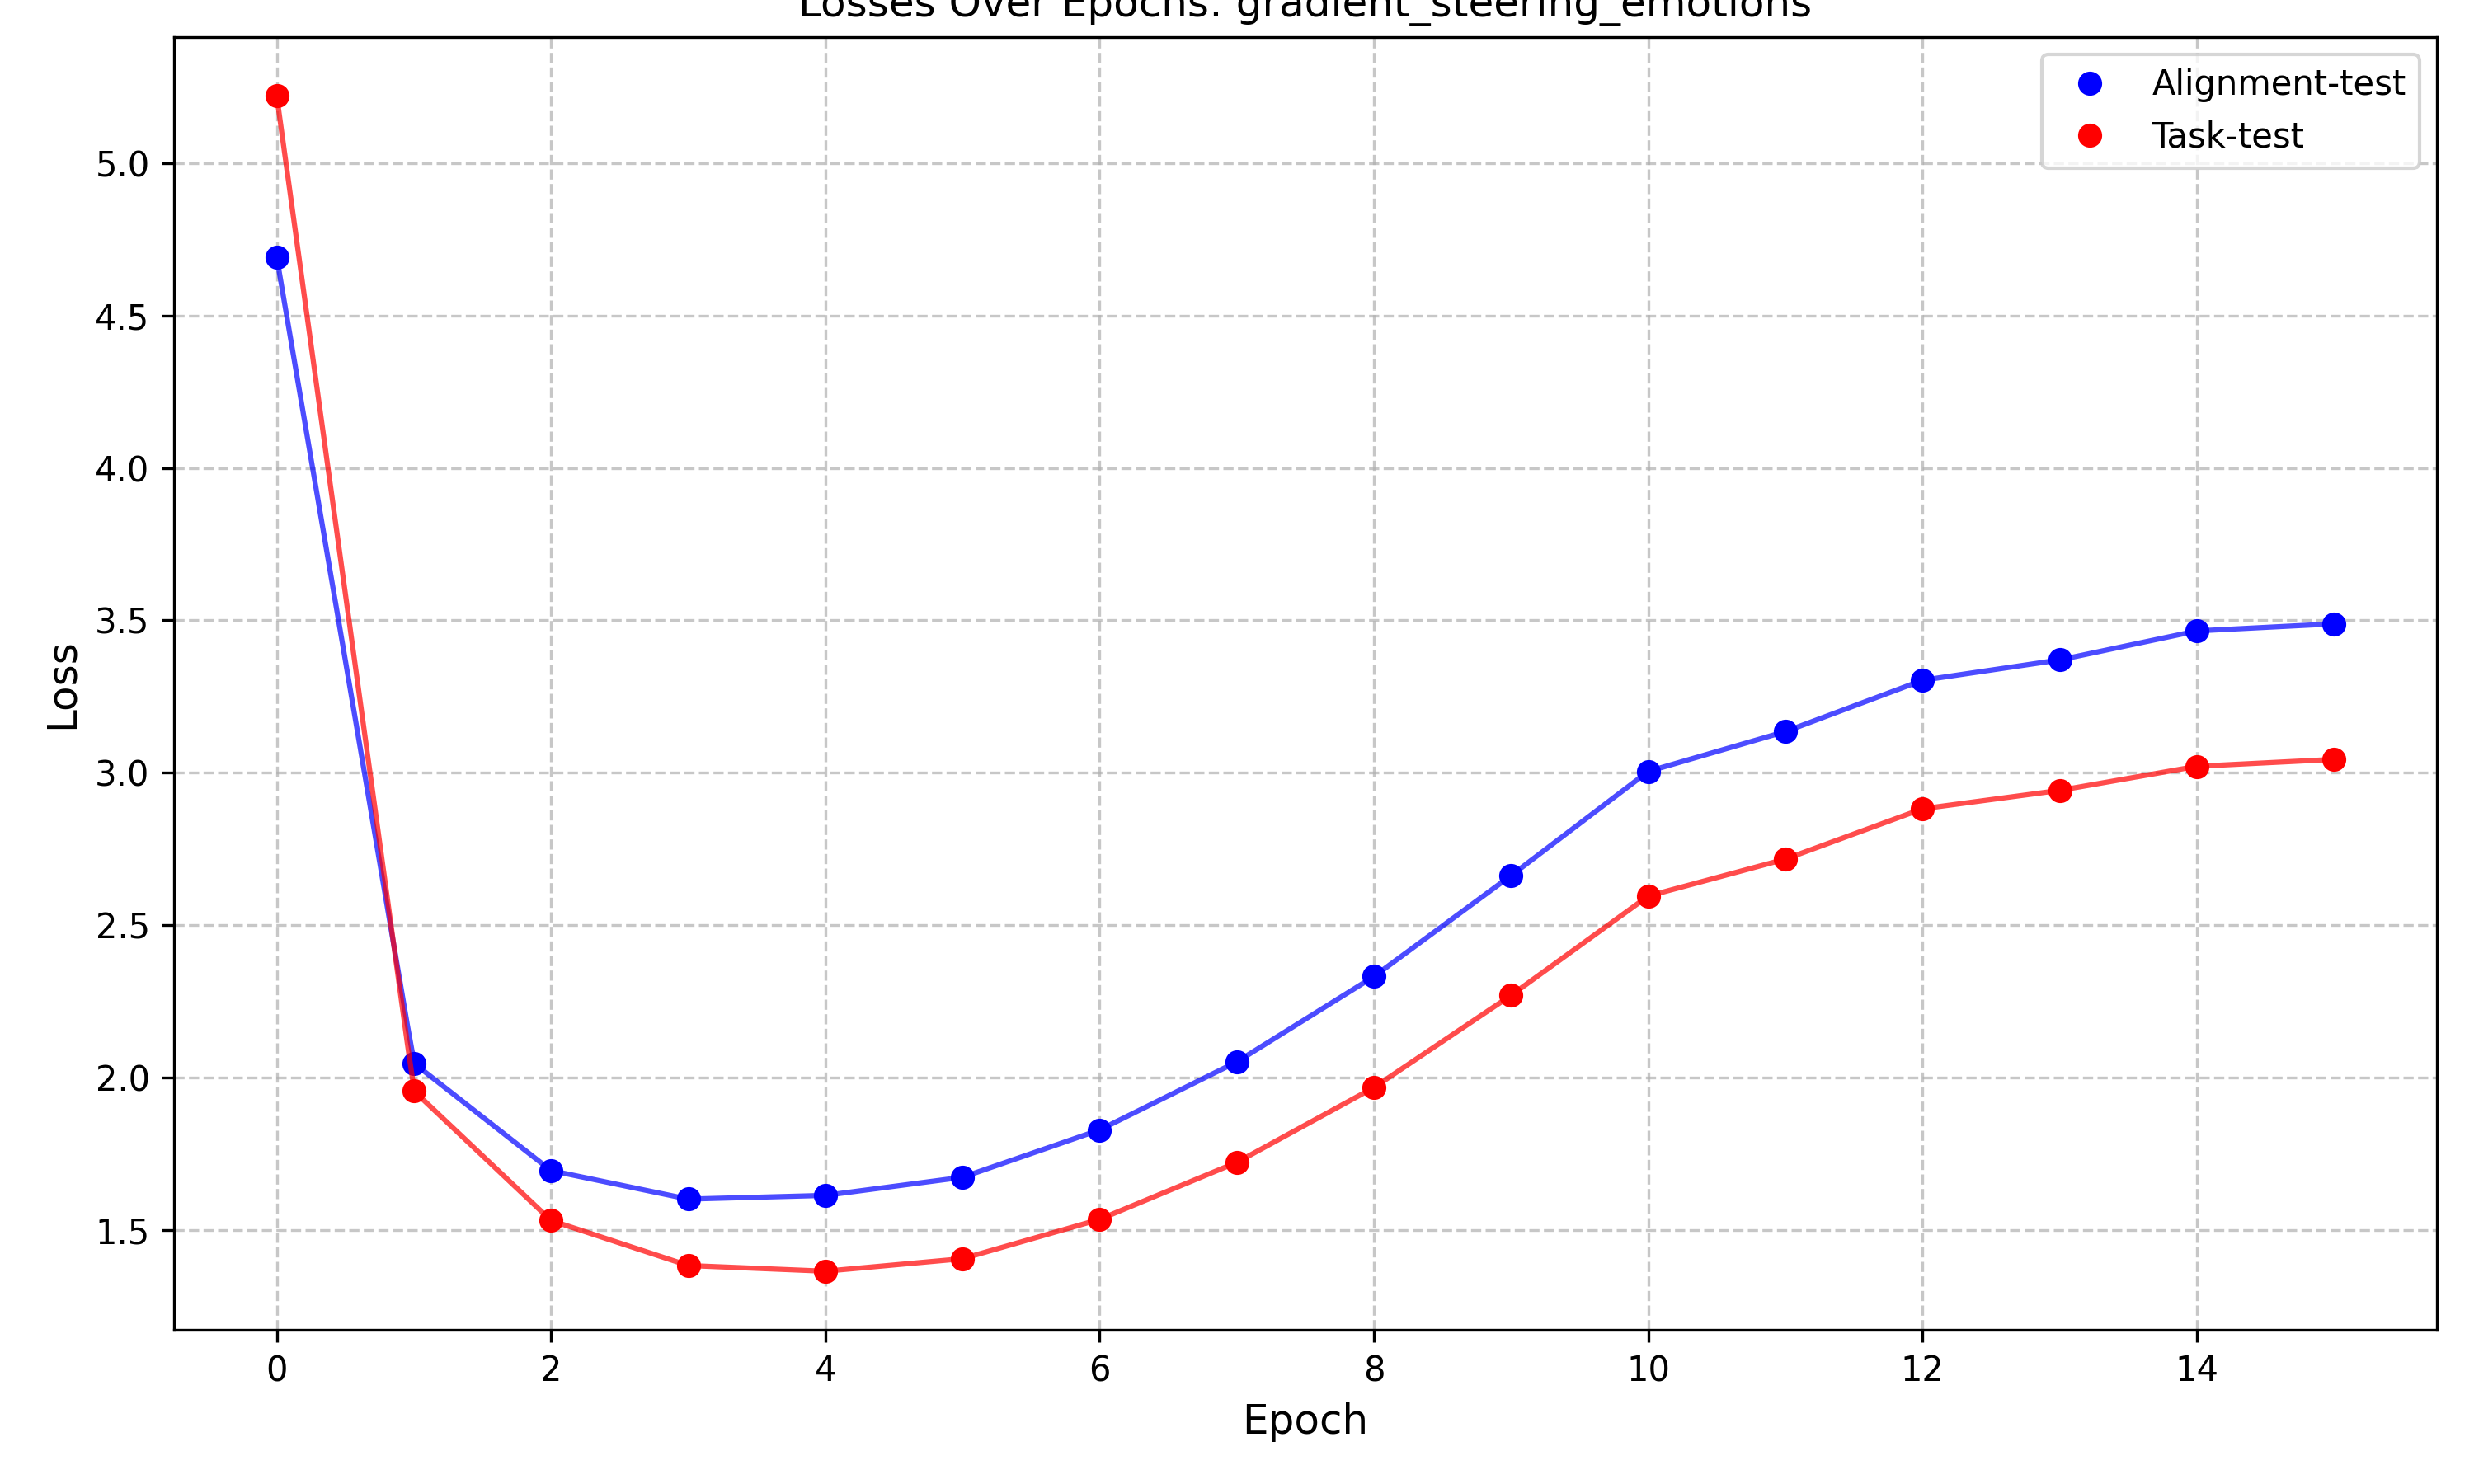 Losses Over Epochs: gradient_steering_emotions
Alignment-test
Task-test
5.0
4.5
4.0
3.5
3.0
2.5
2.0
1.5
Loss
0 2 4 6 8 10 12 14
Epoch